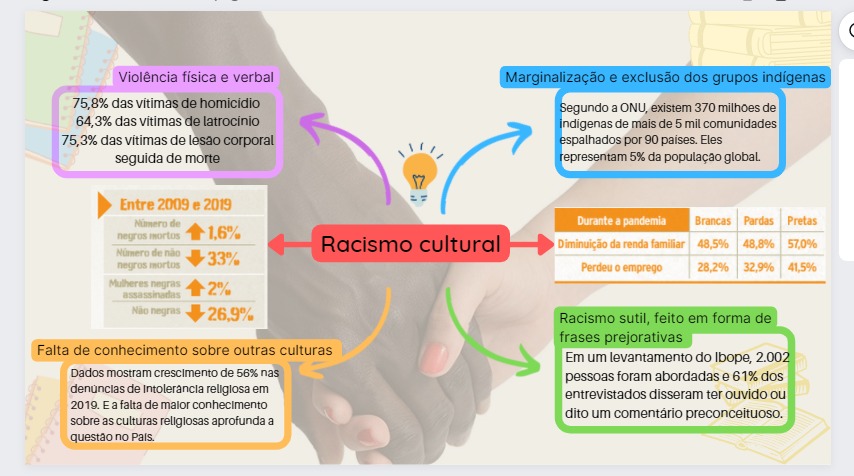 Violência física e verbal
75,8% das vítimas de homicídio
64,3% das vítimas de latrocínio
75,3% das vítimas de lesão corporal
seguida de morte
Marginalização e exclusão dos grupos indígenas
Segundo a ONU, existem 370 milhões de
indígenas de mais de 5 mil comunidades
espalhados por 90 países. Eles
representam 5% da população global.
Entre 2009 e 2019
Número de
negros mortos 1,6%
Número de não
negros mortos 33%
Mulheres negras
assassinadas 2%
Não negras 26,9%
Racismo cultural
Durante a pandemia Brancas Pardas Pretas
Diminuição da renda familiar 48,5% 48,8% 57,0%
Perdeu o emprego 28,2% 32,9% 41,5%
Falta de conhecimento sobre outras culturas
Dados mostram crescimento de 56% nas
denúncias de intolerância religiosa em
2019. E a falta de maior conhecimento
sobre as culturas religiosas aprofunda a
questão no País.
Racismo sutil, feito em forma de
frases prejorativas
Em um levantamento do Ibope, 2.002
pessoas foram abordadas e 61% dos
entrevistados disseram ter ouvido ou
dito um comentário preconceituoso.